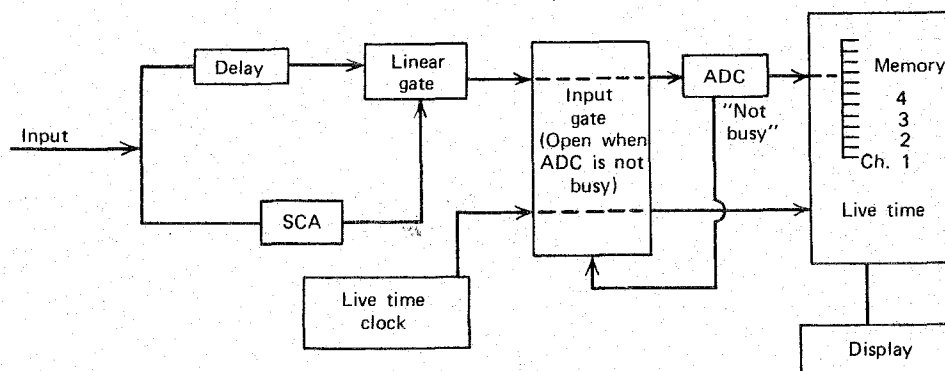 Input
Delay
SCA
Linear
gate
Live time
clock
Input
gate
(Open when
ADC is not
busy)
ADC
"Not
busy"
Memory
4
3
2
Ch. 1
Live time
Display